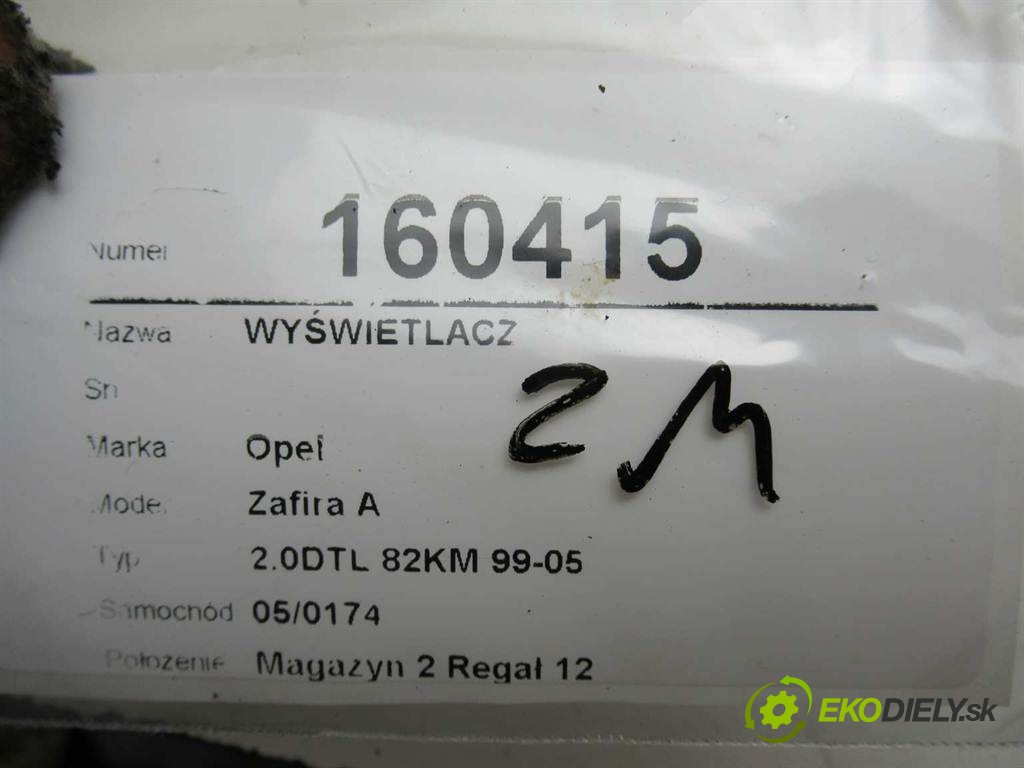 Numer 160415
Nazwa WYŚWIETLACZ
Sn
Marka Opel
Model Zafira A
Typ 2.0DTL 82KM 99-05
Samochód 05/0174
Położenie Magazyn 2 Regał 12
2M
EKODIELY.sk